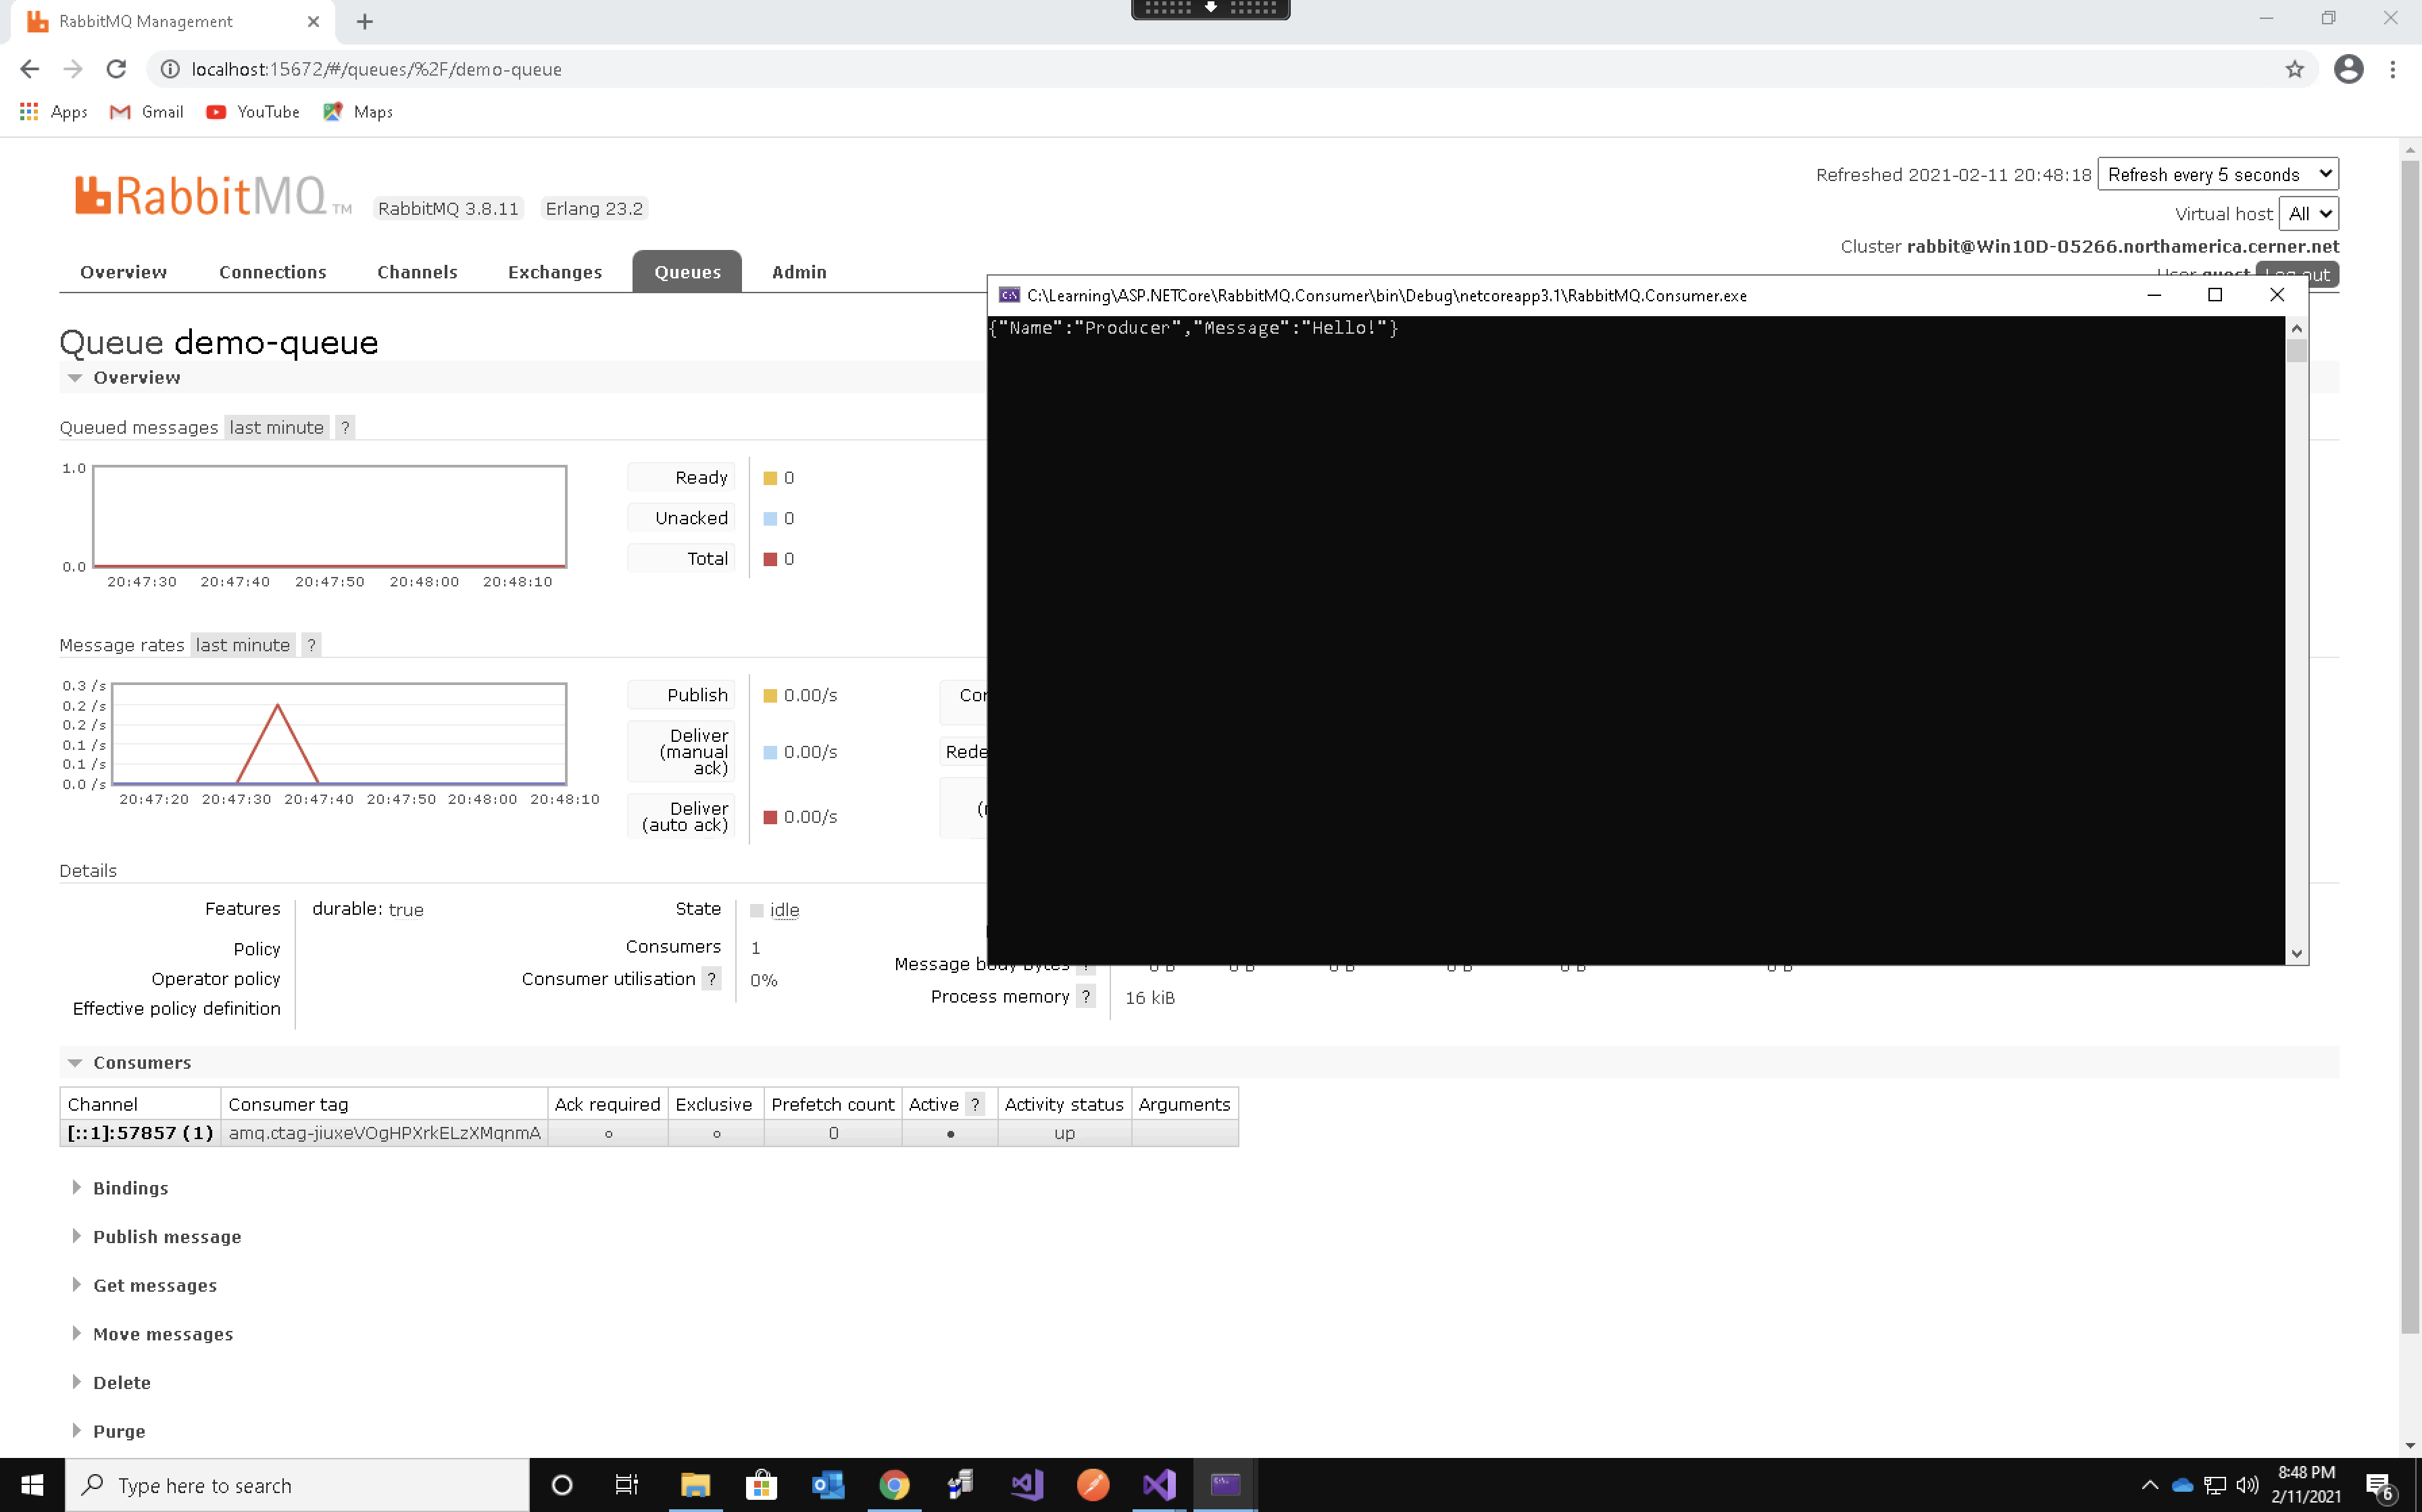 RabbitMQ Management
localhost:15672/#/queues/%2F/demo-queue
Apps Gmail YouTube Maps
RabbitMQ TM RabbitMQ 3.8.11 Erlang 23.2
Refreshed 2021-02-11 20:48:18 Refresh every 5 seconds
Virtual host All
Cluster rabbit@Win10D-05266.northamerica.cerner.net
User guest Log out
Overview Connections Channels Exchanges Queues Admin
C:\Learning\ASP.NETCore\RabbitMQ.Consumer\bin\Debug\netcoreapp3.1\RabbitMQ.Consumer.exe
{"Name":"Producer","Message":"Hello!"}
Queue demo-queue
Overview
Queued messages last minute ?
1.0
0.0
20:47:30 20:47:40 20:47:50 20:48:00 20:48:10
Ready 0
Unacked 0
Total 0
Message rates last minute ?
0.3 /s
0.2 /s
0.2 /s
0.1 /s
0.1 /s
0.0 /s
20:47:20 20:47:30 20:47:40 20:47:50 20:48:00 20:48:10
Publish 0.00/s
Deliver
(manual 0.00/s
ack)
Deliver
(auto ack) 0.00/s
Details
Features durable: true
Policy
Operator policy
Effective policy definition
State idle
Consumers 1
Consumer utilisation ? 0%
Message body bytes ? 0 B 0 B 0 B 0 B 0 B 0 B
Process memory ? 16 kiB
Consumers
Channel Consumer tag Ack required Exclusive Prefetch count Active ? Activity status Arguments
[::1]:57857 (1) amq.ctag-jiuxeVOgHPXrkELzXMqnmA ○ ○ 0 ● up
Bindings
Publish message
Get messages
Move messages
Delete
Purge
Type here to search
8:48 PM
2/11/2021
6